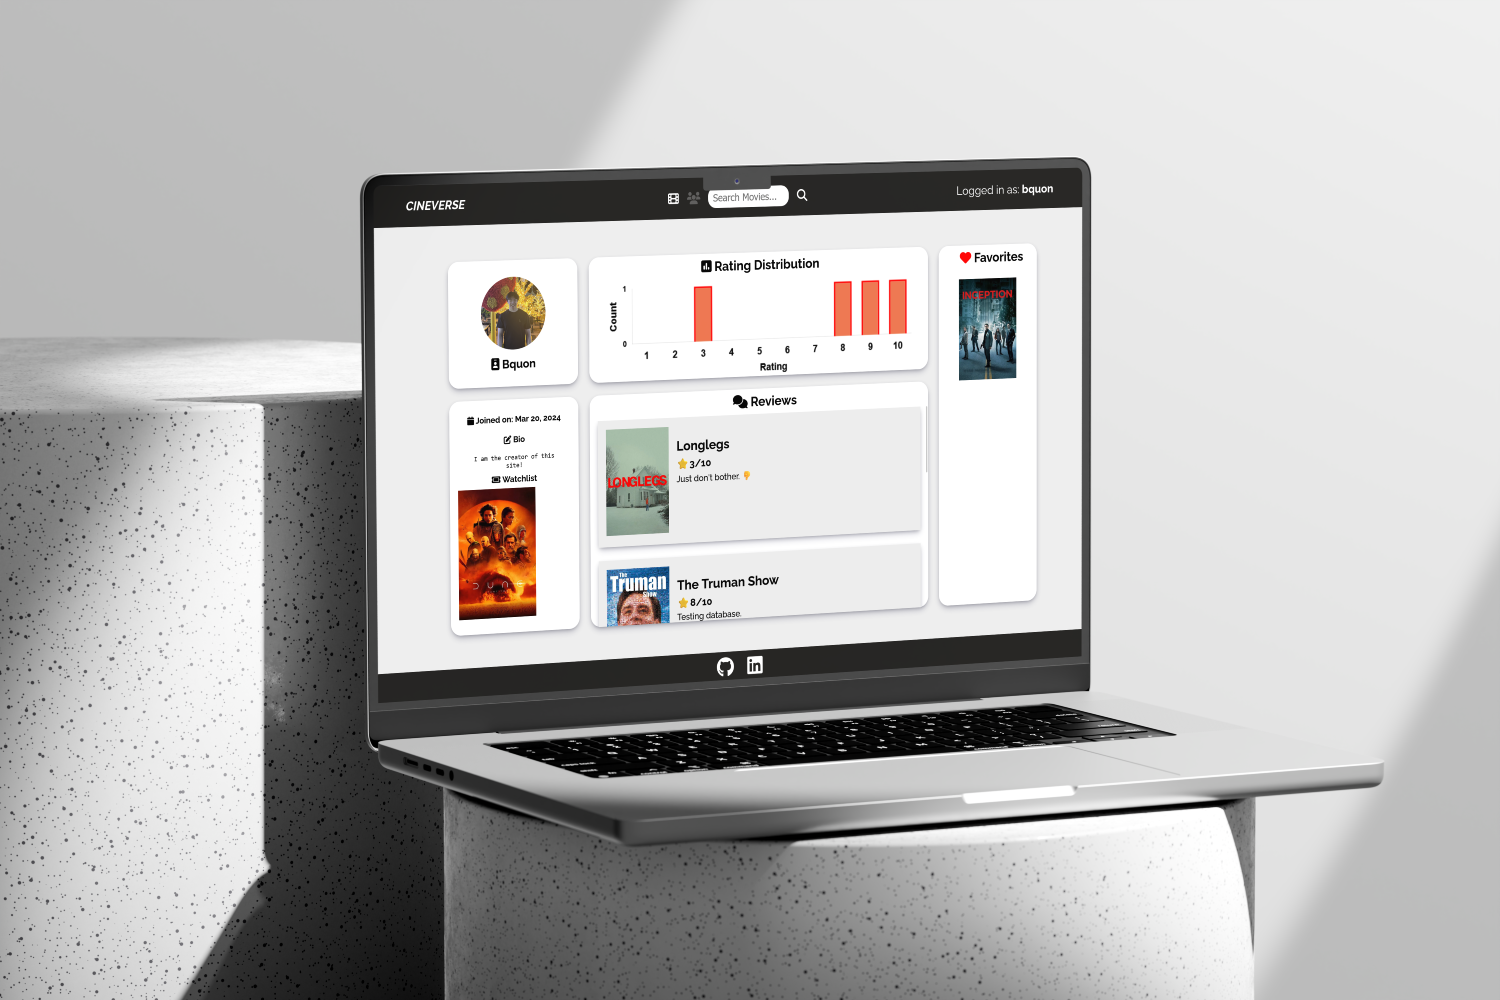 CINEVERSE
Search Movies...
Logged in as: bquon
Bquon
Joined on: Mar 20, 2024
Bio
I am the creator of this
site!
Watchlist
DUNE
Rating Distribution
Count
1
0
1 2 3 4 5 6 7 8 9 10
Rating
Reviews
LONGLEGS
Longlegs
3/10
Just don't bother.
The
Truman
Show
The Truman Show
8/10
Testing database.
Favorites
INCEPTION
in